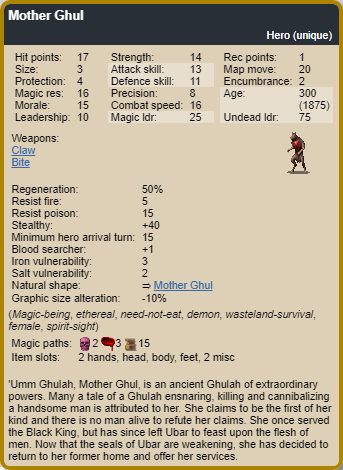 Mother Ghul
Hero (unique)
Hit points: 17 Strength: 14 Rec points: 1
Size: 3 Attack skill: 13 Map move: 20
Protection: 4 Defence skill: 11 Encumbrance: 2
Magic res: 16 Precision: 8 Age: 300
Morale: 15 Combat speed: 16 (1875)
Leadership: 10 Magic ldr: 25 Undead ldr: 75
Weapons:
Claw
Bite
Regeneration: 50%
Resist fire: 5
Resist poison: 15
Stealthy: +40
Minimum hero arrival turn: 15
Blood searcher: +1
Iron vulnerability: 3
Salt vulnerability: 2
Natural shape: ⇒ Mother Ghul
Graphic size alteration: -10%
(Magic-being, ethereal, need-not-eat, demon, wasteland-survival,
female, spirit-sight)
Magic paths: 2 3 15
Item slots: 2 hands, head, body, feet, 2 misc
'Umm Ghulah, Mother Ghul, is an ancient Ghulah of extraordinary
powers. Many a tale of a Ghulah ensnaring, killing and cannibalizing
a handsome man is attributed to her. She claims to be the first of her
kind and there is no man alive to refute her claims. She once served
the Black King, but has since left Ubar to feast upon the flesh of
men. Now that the seals of Ubar are weakening, she has decided to
return to her former home and offer her services.